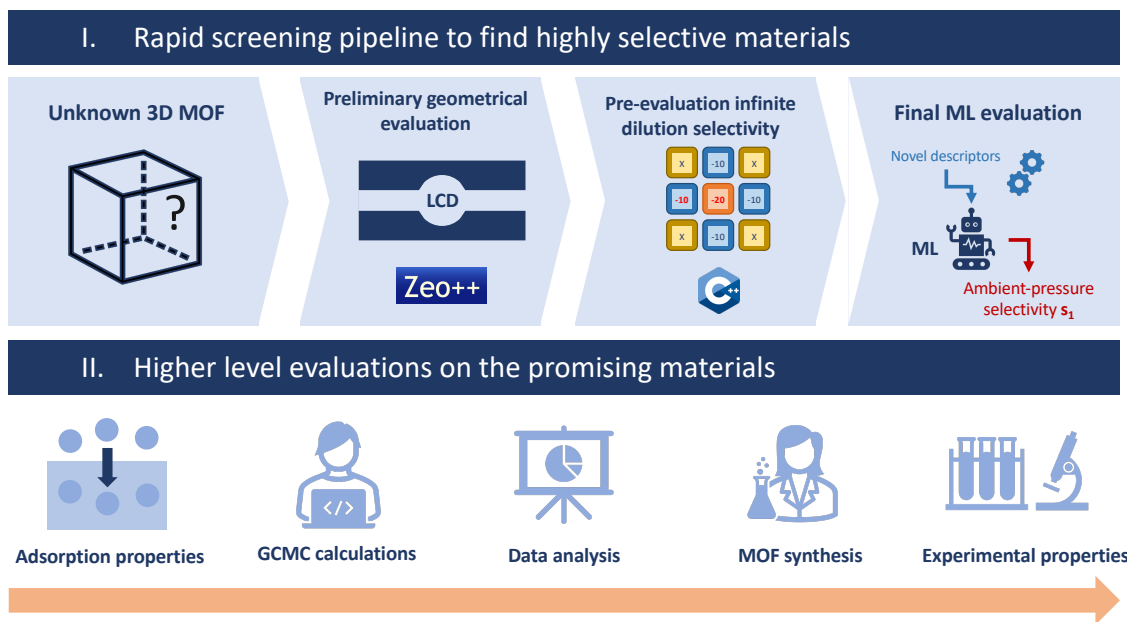 I. Rapid screening pipeline to find highly selective materials
Unknown 3D MOF
?
Preliminary geometrical
evaluation
LCD
Zeo++
Pre-evaluation infinite
dilution selectivity
X -10 X
-10 -20 -10
X -10 X
C++
Final ML evaluation
Novel descriptors
ML
Ambient-pressure
selectivity s₁
II. Higher level evaluations on the promising materials
</>
Adsorption properties
GCMC calculations
Data analysis
MOF synthesis
Experimental properties